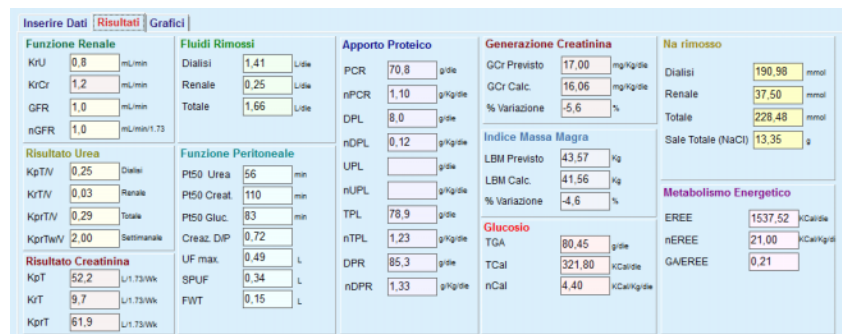 Inserire Dati Risultati Grafici
Funzione Renale
KrU 0,8 mL/min
KrCr 1,2 mL/min
GFR 1,0 mL/min
nGFR 1,0 mL/min/1.73
Risultato Urea
KpT/V 0,25 Dialisi
KrT/V 0,03 Renale
KprT/V 0,29 Totale
KprTw/V 2,00 Settimanale
Risultato Creatinina
KpT 52,2 L/1.73/Wk
KrT 9,7 L/1.73/Wk
KprT 61,9 L/1.73/Wk
Fluidi Rimossi
Dialisi 1,41 L/die
Renale 0,25 L/die
Totale 1,66 L/die
Funzione Peritoneale
Pt50 Urea 56 min
Pt50 Creat. 110 min
Pt50 Gluc. 83 min
Creaz. D/P 0,72
UF max. 0,49 L
SPUF 0,34 L
FWT 0,15 L
Apporto Proteico
PCR 70,8 g/die
nPCR 1,10 g/Kg/die
DPL 8,0 g/die
nDPL 0,12 g/Kg/die
UPL g/die
nUPL g/Kg/die
TPL 78,9 g/die
nTPL 1,23 g/Kg/die
DPR 85,3 g/die
nDPR 1,33 g/Kg/die
Generazione Creatinina
GCr Previsto 17,00 mg/Kg/die
GCr Calc. 16,06 mg/Kg/die
% Variazione -5,6 %
Indice Massa Magra
LBM Previsto 43,57 Kg
LBM Calc. 41,56 Kg
% Variazione -4,6 %
Glucosio
TGA 80,45 g/die
TCal 321,80 KCal/die
nCal 4,40 KCal/Kg/die
Na rimosso
Dialisi 190,98 mmol
Renale 37,50 mmol
Totale 228,48 mmol
Sale Totale (NaCl) 13,35 g
Metabolismo Energetico
EREE 1537,52 KCal/die
nEREE 21,00 KCal/Kg/di
GA/EREE 0,21